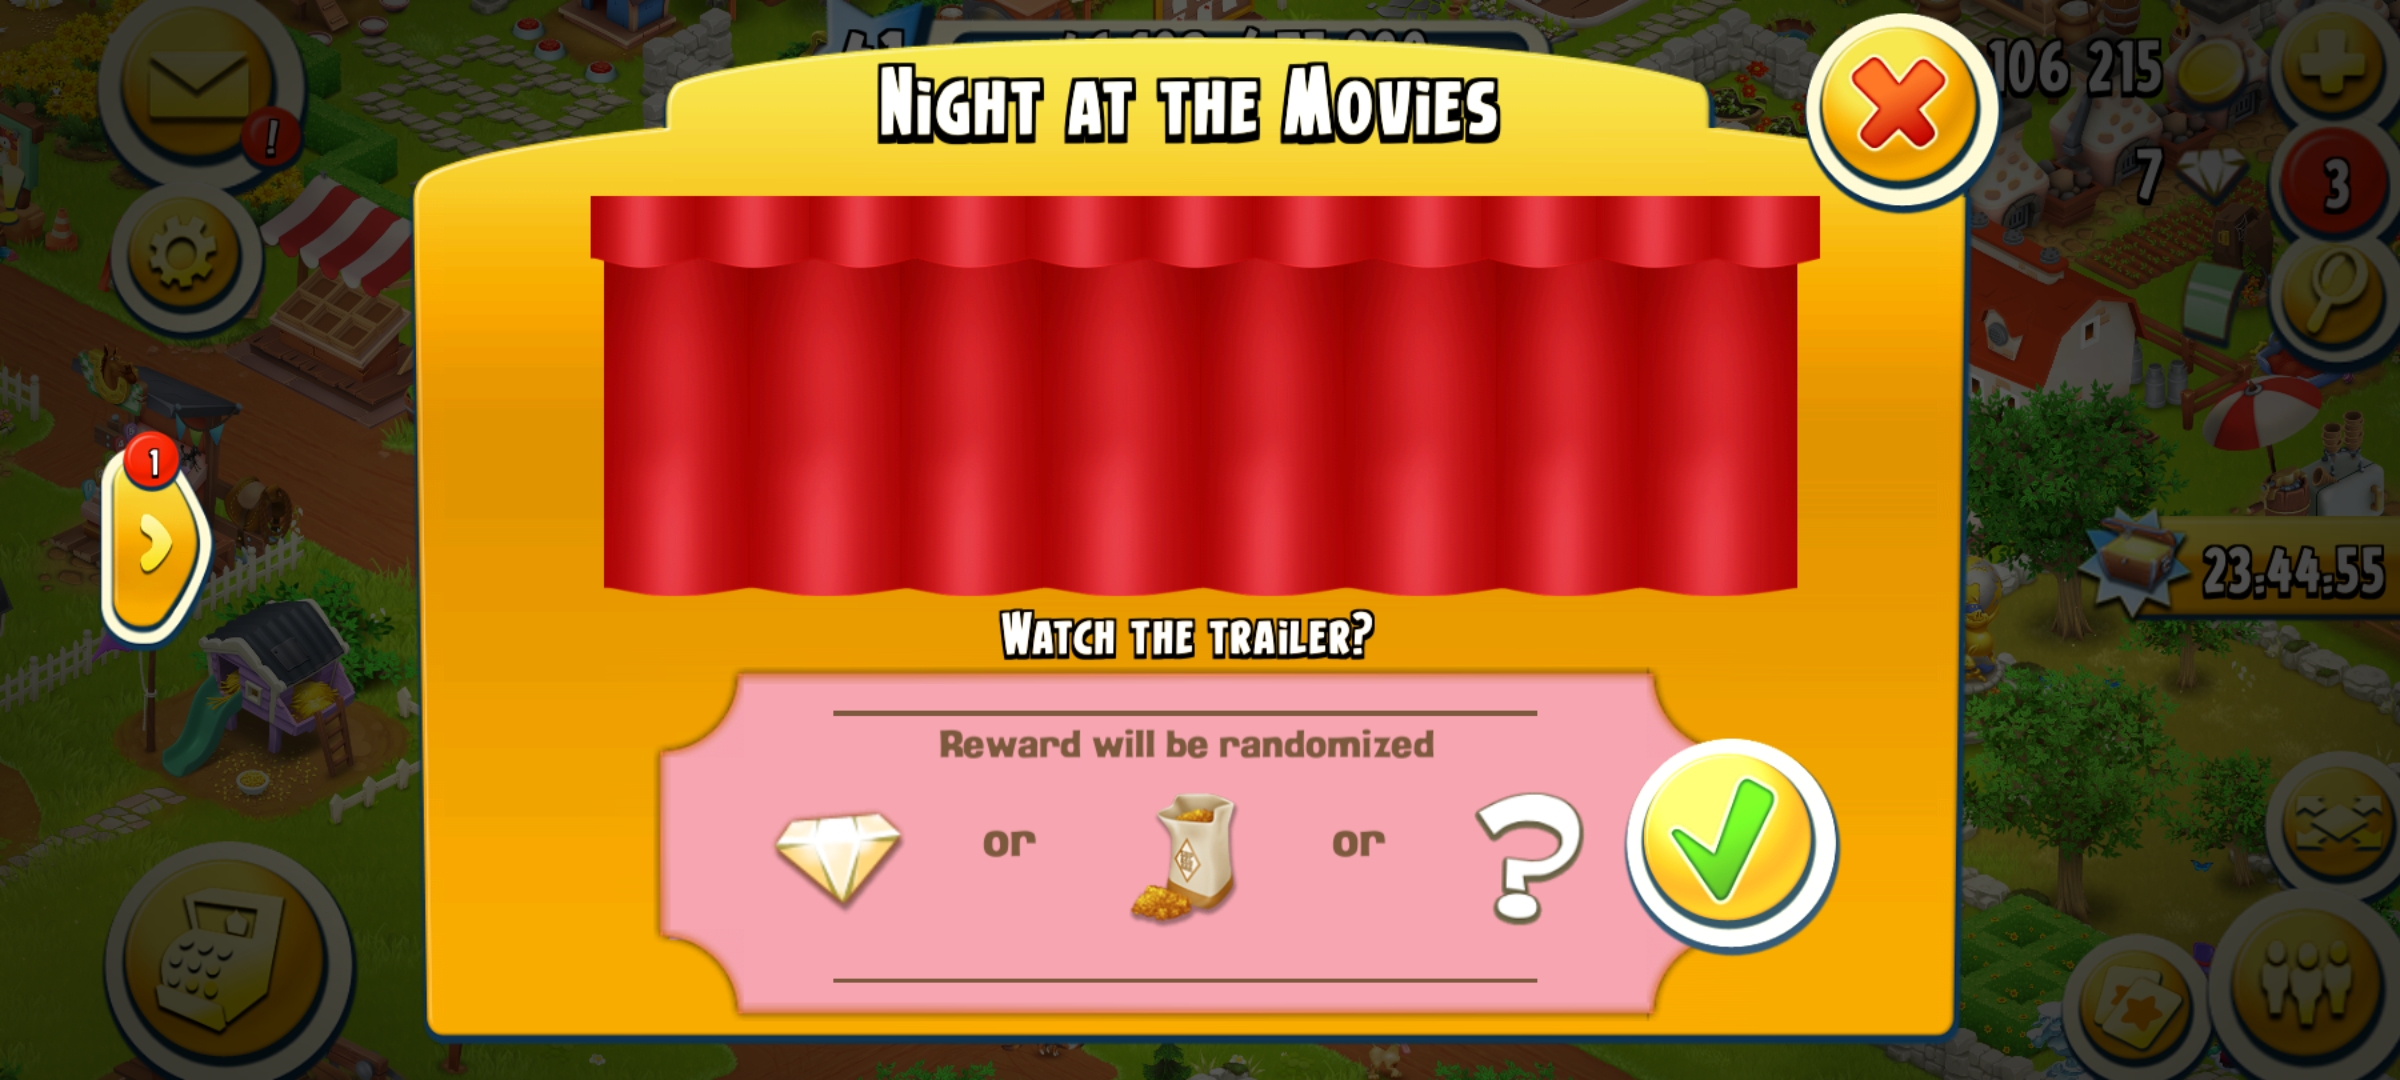 Night at the Movies
106 215
!
7
3
1
23:44:55
Watch the trailer?
Reward will be randomized
or
or
?